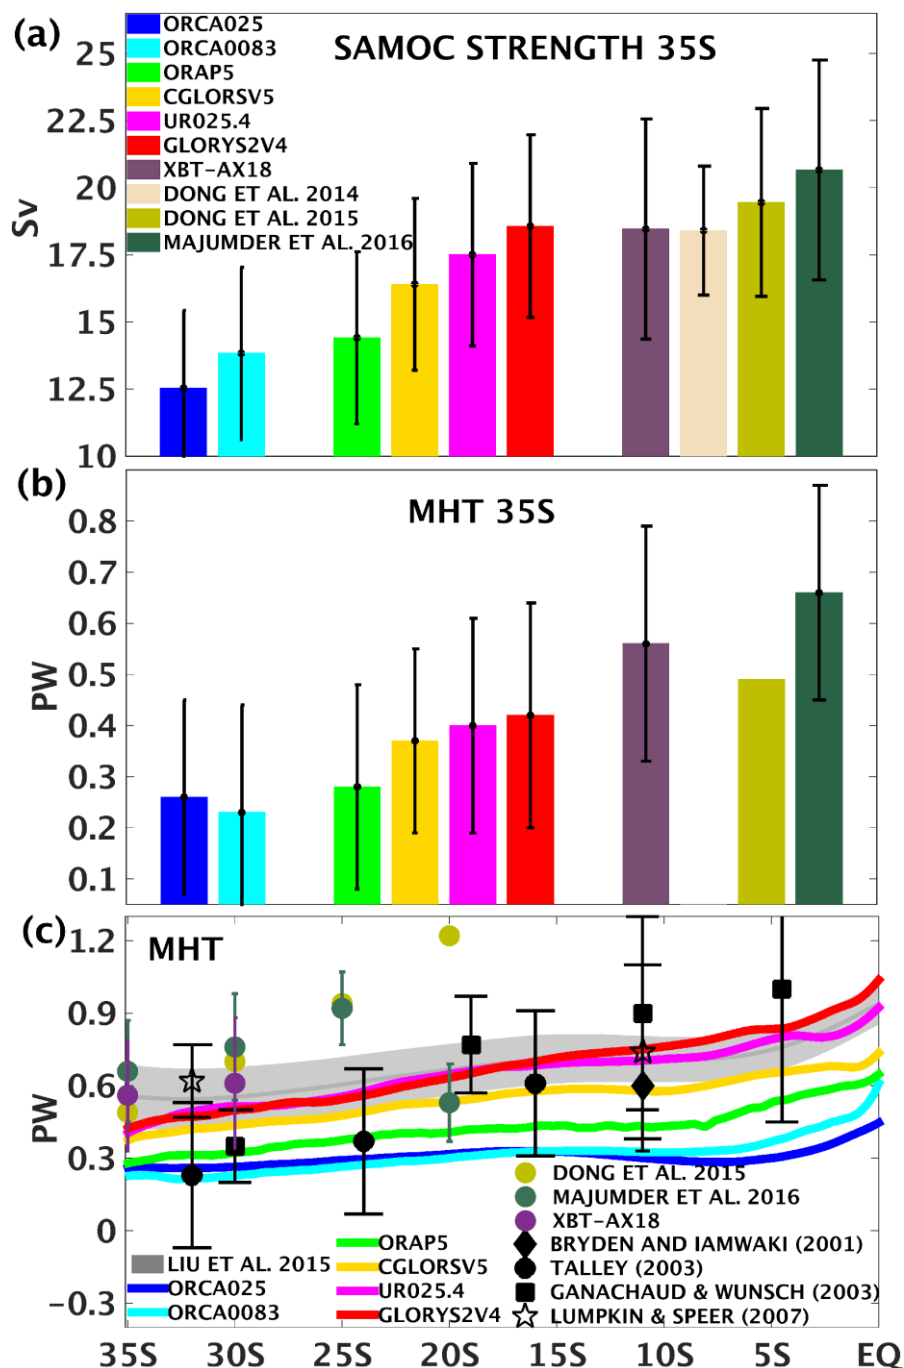 (a)
SAMOC STRENGTH 35S
ORCA025
ORCA0083
ORAP5
CGLORSV5
UR025.4
GLORYS2V4
XBT-AX18
DONG ET AL. 2014
DONG ET AL. 2015
MAJUMDER ET AL. 2016
Sv
25
22.5
20
17.5
15
12.5
10
(b)
MHT 35S
PW
0.8
0.7
0.6
0.5
0.4
0.3
0.2
0.1
(c)
MHT
PW
1.2
0.9
0.6
0.3
0
-0.3
DONG ET AL. 2015
MAJUMDER ET AL. 2016
XBT-AX18
BRYDEN AND IAMWAKI (2001)
TALLEY (2003)
GANACHAUD & WUNSCH (2003)
LUMPKIN & SPEER (2007)
LIU ET AL. 2015
ORCA025
ORCA0083
ORAP5
CGLORSV5
UR025.4
GLORYS2V4
35S 30S 25S 20S 15S 10S 5S EQ